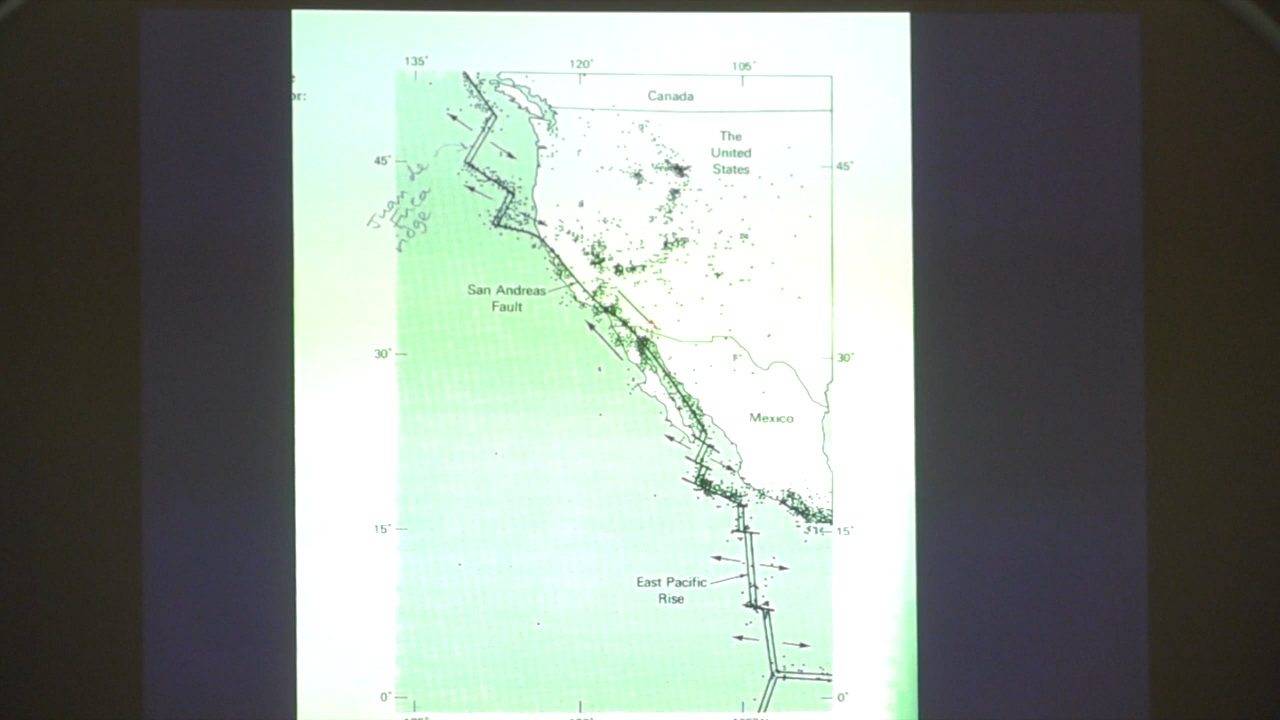 or:
135°
120°
105°
Canada
The
United
States
45°
45°
Juan de
Fuca
ridge
San Andreas
Fault
30°
30°
Mexico
15°
15°
East Pacific
Rise
0°
0°